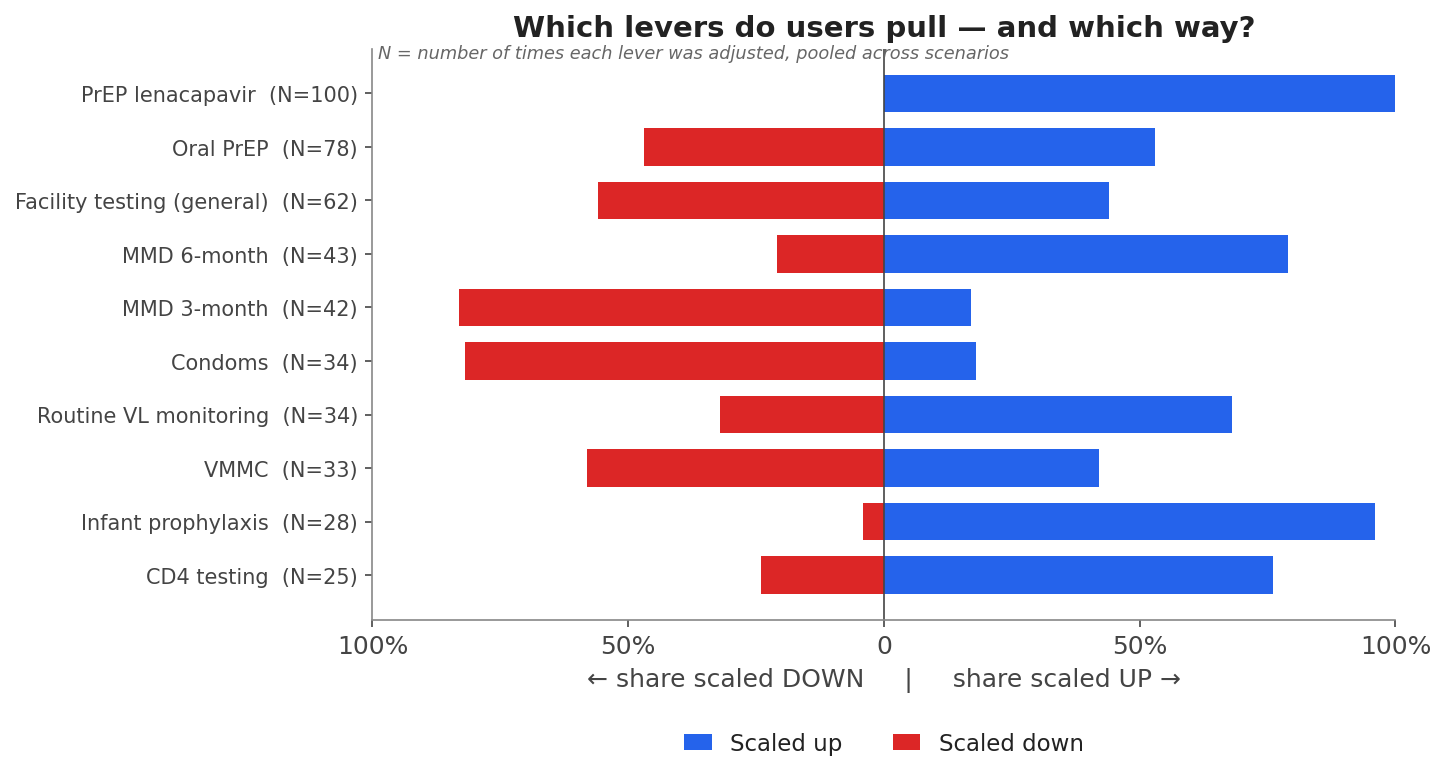 Which levers do users pull — and which way?
N = number of times each lever was adjusted, pooled across scenarios
PrEP lenacapavir (N=100)
Oral PrEP (N=78)
Facility testing (general) (N=62)
MMD 6-month (N=43)
MMD 3-month (N=42)
Condoms (N=34)
Routine VL monitoring (N=34)
VMMC (N=33)
Infant prophylaxis (N=28)
CD4 testing (N=25)
100% 50% 0 50% 100%
← share scaled DOWN | share scaled UP →
Scaled up Scaled down